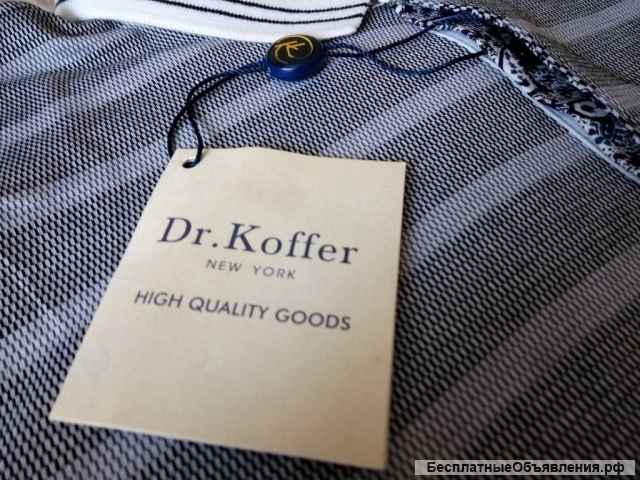 Dr.Koffer
NEW YORK
HIGH QUALITY GOODS
БесплатныеОбъявления.рф